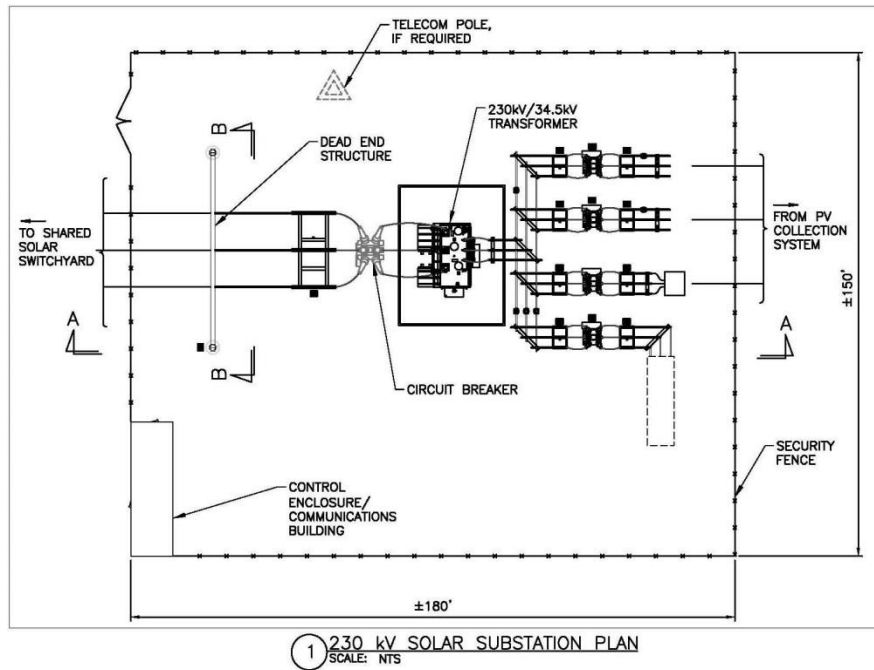 TELECOM POLE,
IF REQUIRED
230kV/34.5kV
TRANSFORMER
B
DEAD END
STRUCTURE
TO SHARED
SOLAR
SWITCHYARD
FROM PV
COLLECTION
SYSTEM
±150'
A
A
B
CIRCUIT BREAKER
SECURITY
FENCE
CONTROL
ENCLOSURE/
COMMUNICATIONS
BUILDING
±180'
1 230 kV SOLAR SUBSTATION PLAN
SCALE: NTS